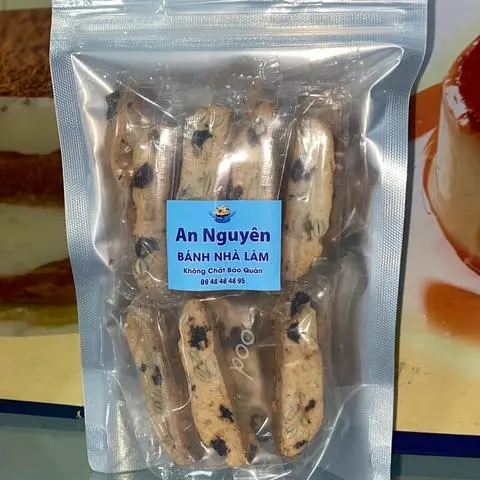 An Nguyên
BÁNH NHÀ LÀM
Không Chất Bảo Quản
09 48 48 48 95